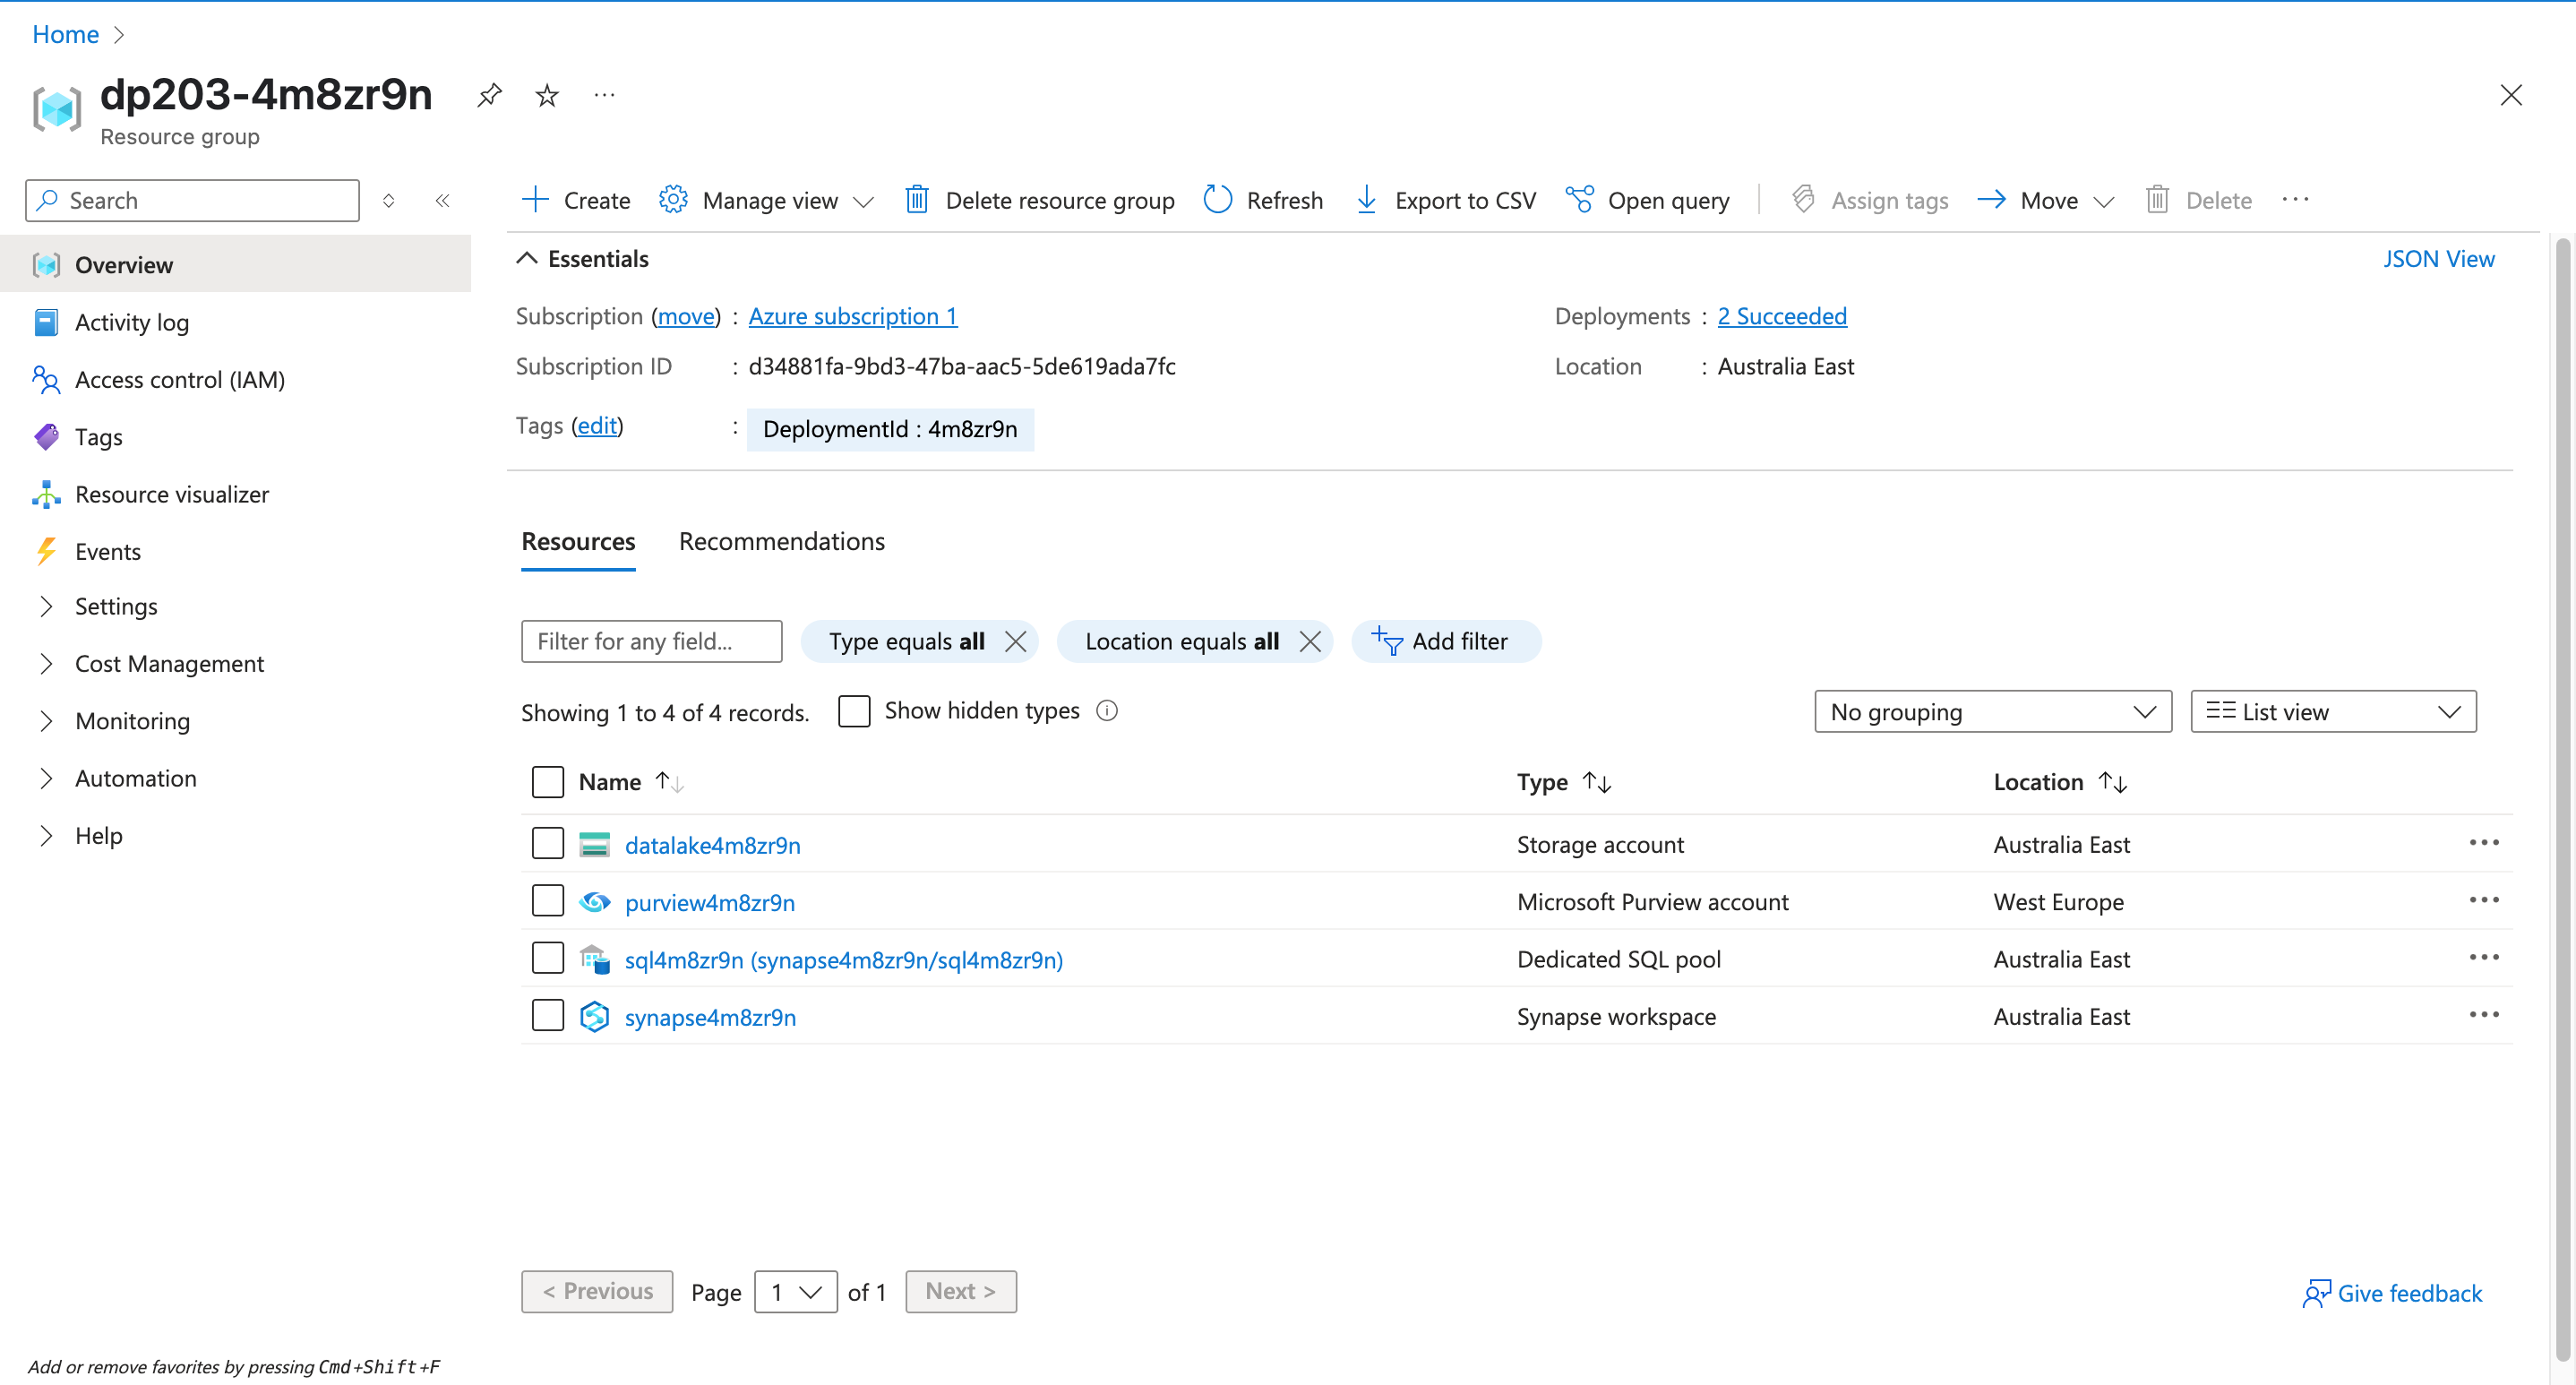 Home
dp203-4m8zr9n
Resource group
Search
Create Manage view Delete resource group Refresh Export to CSV Open query Assign tags Move Delete
Overview
Activity log
Access control (IAM)
Tags
Resource visualizer
Events
Settings
Cost Management
Monitoring
Automation
Help
Essentials JSON View
Subscription (move) : Azure subscription 1 Deployments : 2 Succeeded
Subscription ID : d34881fa-9bd3-47ba-aac5-5de619ada7fc Location : Australia East
Tags (edit) : DeploymentId : 4m8zr9n
Resources Recommendations
Filter for any field... Type equals all Location equals all Add filter
Showing 1 to 4 of 4 records. Show hidden types No grouping List view
Name Type Location
datalake4m8zr9n Storage account Australia East
purview4m8zr9n Microsoft Purview account West Europe
sql4m8zr9n (synapse4m8zr9n/sql4m8zr9n) Dedicated SQL pool Australia East
synapse4m8zr9n Synapse workspace Australia East
< Previous Page 1 of 1 Next > Give feedback
Add or remove favorites by pressing Cmd+Shift+F